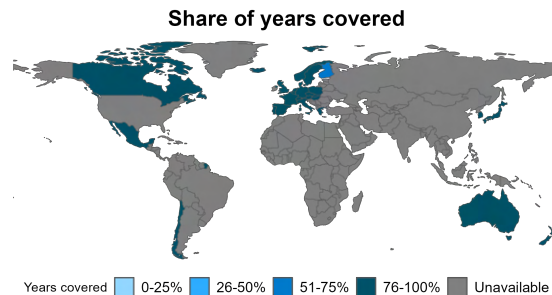 Share of years covered
Years covered 0-25% 26-50% 51-75% 76-100% Unavailable